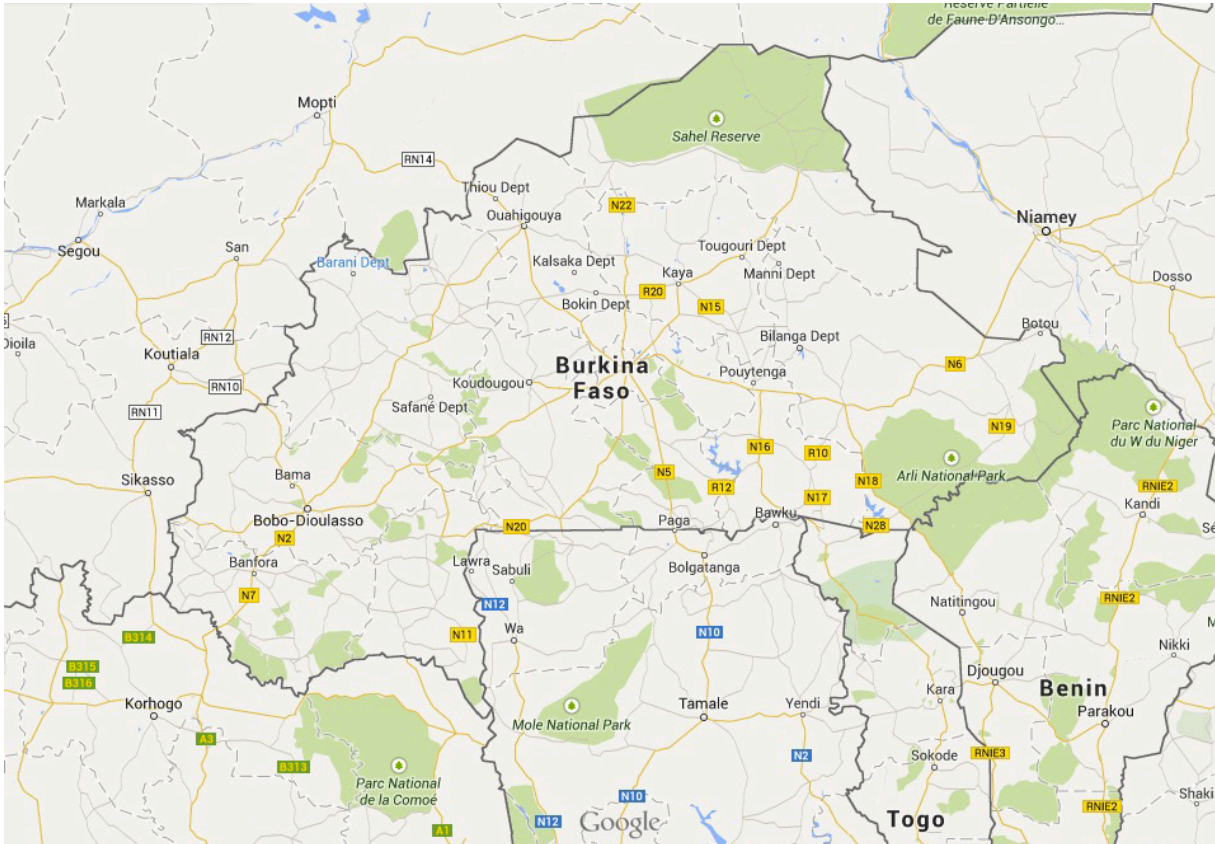 Réserve Partielle
de Faune D'Ansongo...
Mopti
Sahel Reserve
RN14
Thiou Dept
Markala
N22
Ouahigouya
Niamey
Segou
San
Tougouri Dept
Barani Dept
Kalsaka Dept
Kaya
Manni Dept
Dosso
R20
Bokin Dept
N15
Botou
RN12
Dioila
Koutiala
Bilanga Dept
Burkina
Faso
N6
RN10
Koudougou
Pouytenga
RN11
Safané Dept
Parc National
du W du Niger
N19
N16
R10
Arli National Park
Sikasso
Bama
N5
R12
N18
RNIE2
N17
Kandi
Bobo-Dioulasso
N20
Paga
Bawku
N28
Sé
N2
Banfora
Lawra
Sabuli
Bolgatanga
N7
N12
Natitingou
RNIE2
B314
N11
Wa
N10
Nikki
B315
B316
Djougou
Benin
Kara
Korhogo
Mole National Park
Tamale
Yendi
Parakou
A3
B313
N2
Sokode
RNIE3
Parc National
de la Comoé
N10
Shaki
RNIE2
A1
N12
Google
Togo